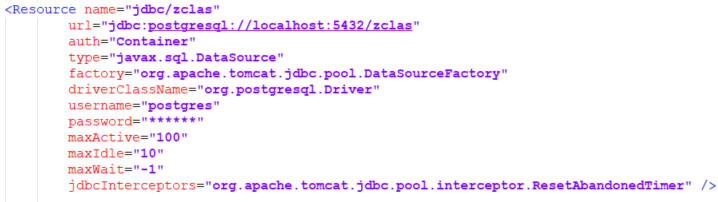 <Resource name="jdbc/zclas"
url="jdbc:postgresql://localhost:5432/zclas"
auth="Container"
type="javax.sql.DataSource"
factory="org.apache.tomcat.jdbc.pool.DataSourceFactory"
driverClassName="org.postgresql.Driver"
username="postgres"
password="******"
maxActive="100"
maxIdle="10"
maxWait="-1"
jdbcInterceptors="org.apache.tomcat.jdbc.pool.interceptor.ResetAbandonedTimer" />